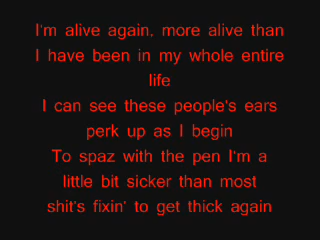 I'm alive again, more alive than
I have been in my whole entire
life
I can see these people's ears
perk up as I begin
To spaz with the pen I'm a
little bit sicker than most
shit's fixin' to get thick again